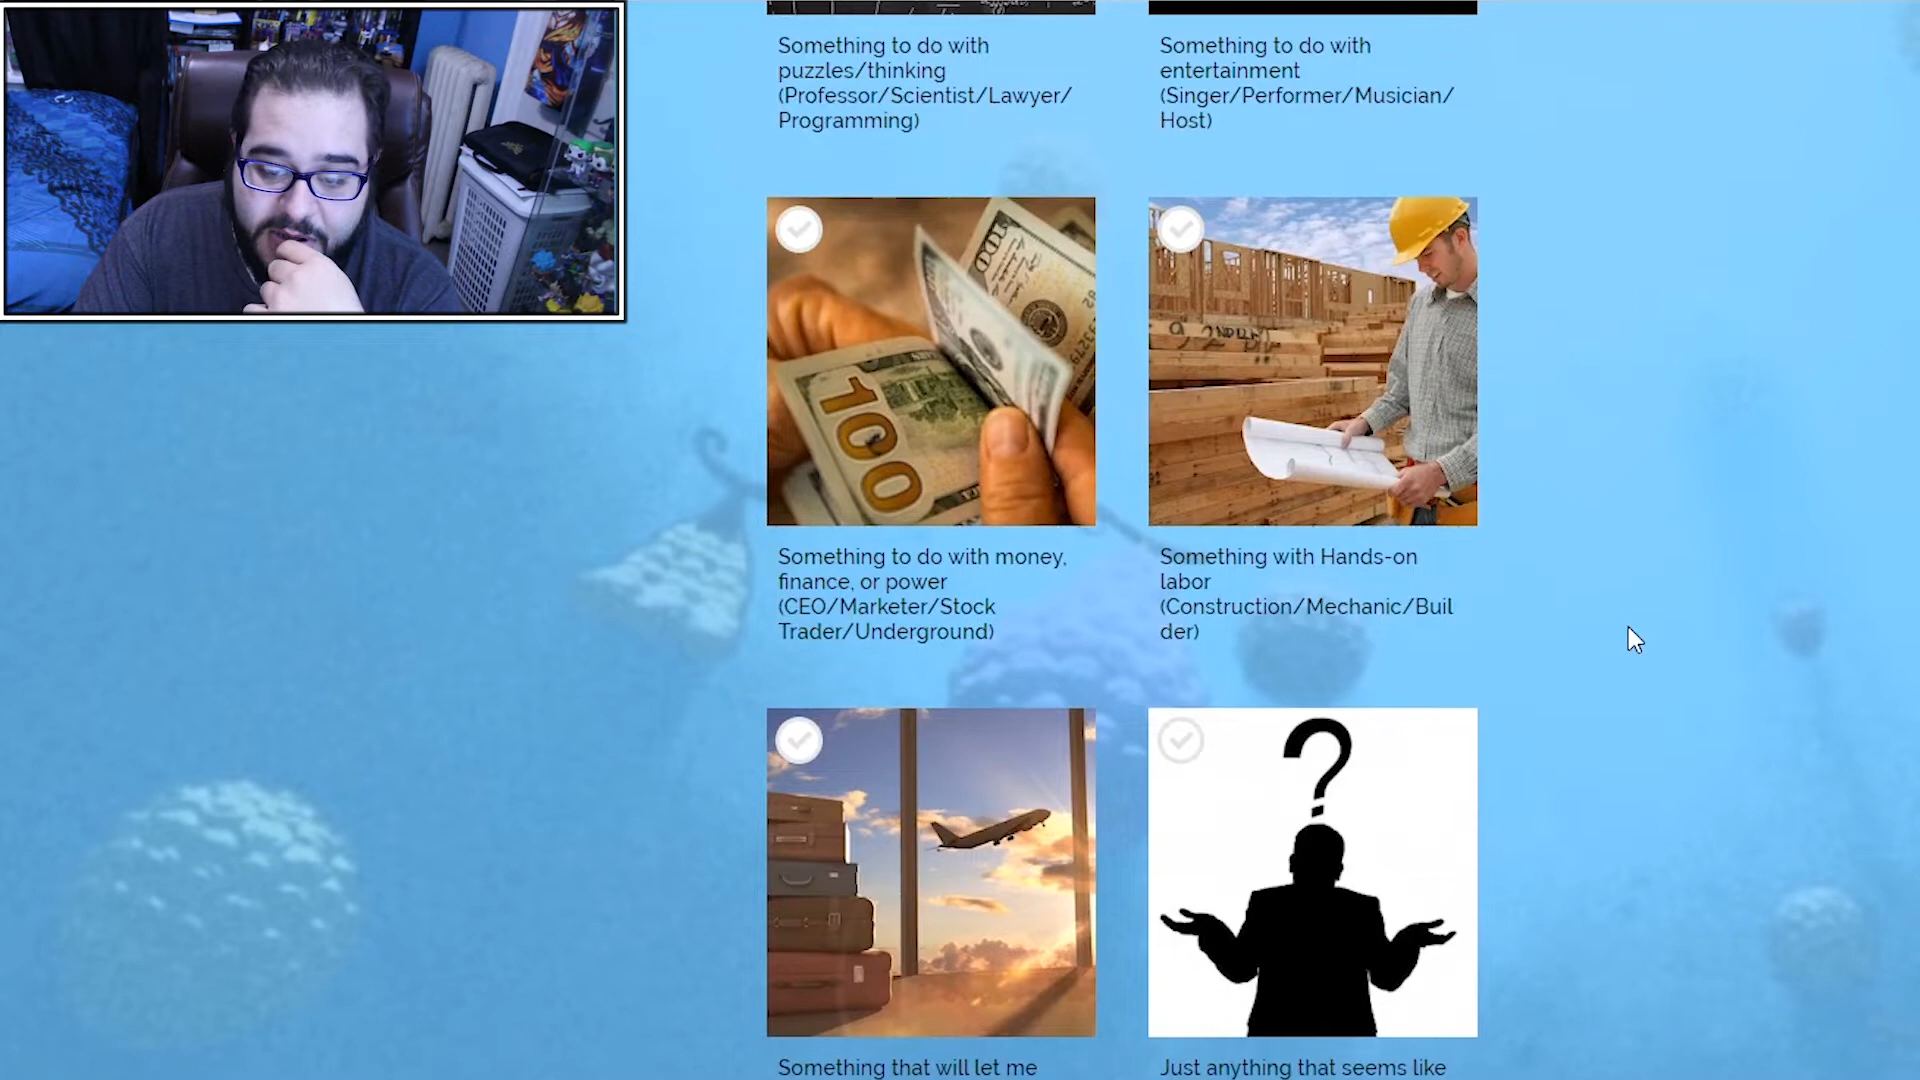 Something to do with
puzzles/thinking
(Professor/Scientist/Lawyer/
Programming)
Something to do with
entertainment
(Singer/Performer/Musician/
Host)
100
Something to do with money,
finance, or power
(CEO/Marketer/Stock
Trader/Underground)
Something with Hands-on
labor
(Construction/Mechanic/Buil
der)
?
Something that will let me
Just anything that seems like